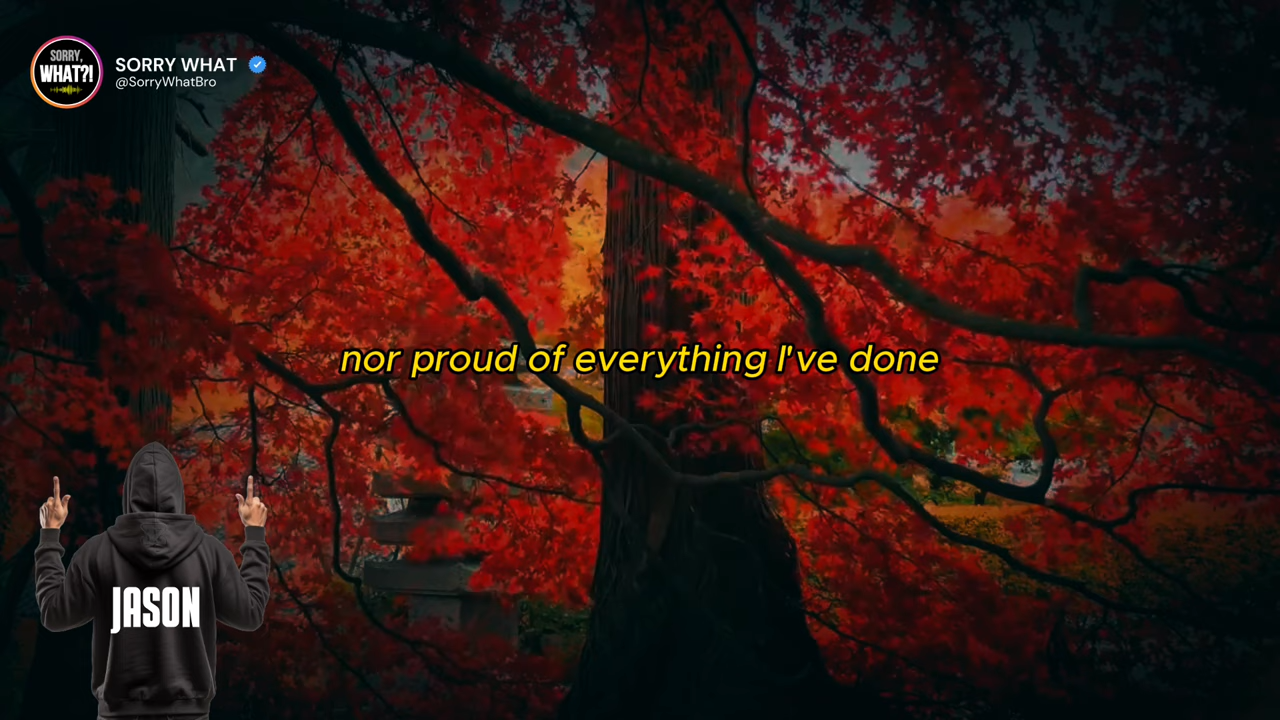 SORRY,
WHAT?!
SORRY WHAT
@SorryWhatBro
nor proud of everything I've done
JASON